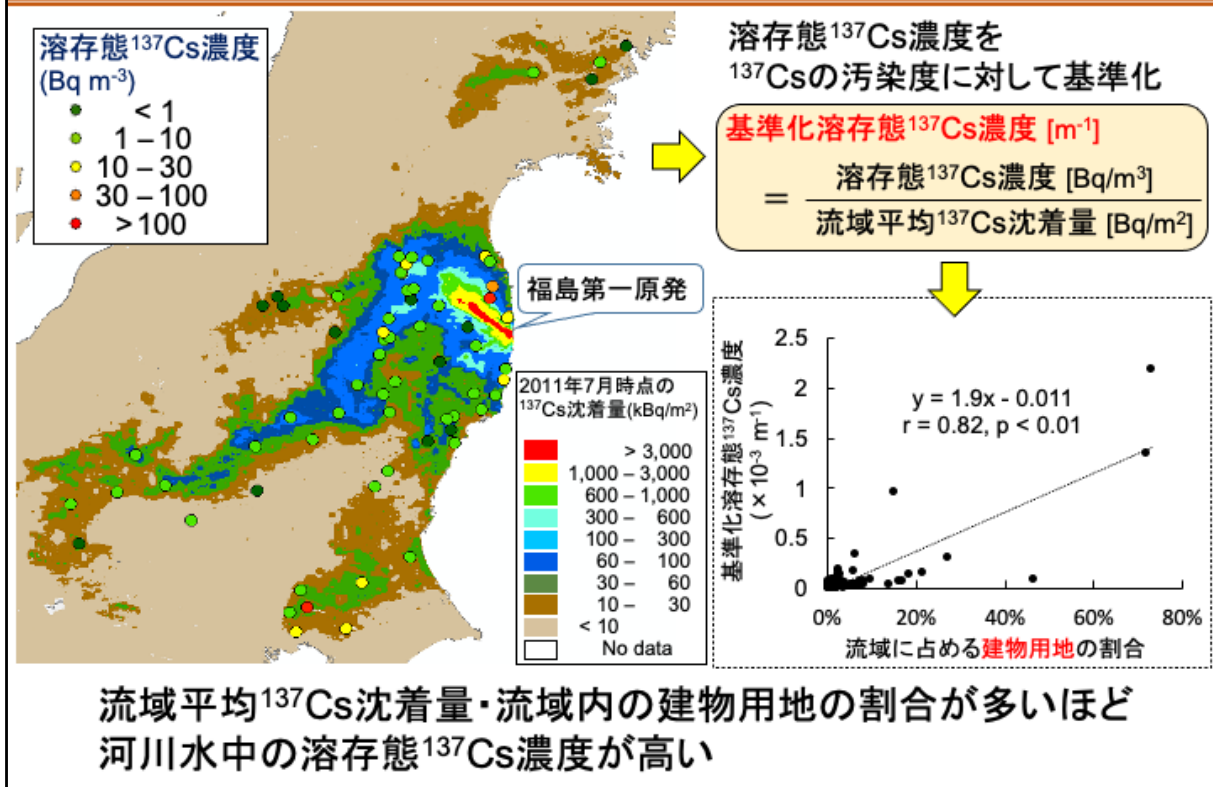 溶存態¹³⁷Cs濃度
(Bq m⁻³)
< 1
1 – 10
10 – 30
30 – 100
> 100
溶存態¹³⁷Cs濃度を
¹³⁷Csの汚染度に対して基準化
基準化溶存態¹³⁷Cs濃度 [m⁻¹]
= 溶存態¹³⁷Cs濃度 [Bq/m³]
流域平均¹³⁷Cs沈着量 [Bq/m²]
福島第一原発
2011年7月時点の
¹³⁷Cs沈着量(kBq/m²)
> 3,000
1,000 – 3,000
600 – 1,000
300 – 600
100 – 300
60 – 100
30 – 60
10 – 30
< 10
No data
基準化溶存態¹³⁷Cs濃度
(×10⁻³ m⁻¹)
2.5
2
1.5
1
0.5
0
y = 1.9x - 0.011
r = 0.82, p < 0.01
0% 20% 40% 60% 80%
流域に占める建物用地の割合
流域平均¹³⁷Cs沈着量・流域内の建物用地の割合が多いほど
河川水中の溶存態¹³⁷Cs濃度が高い